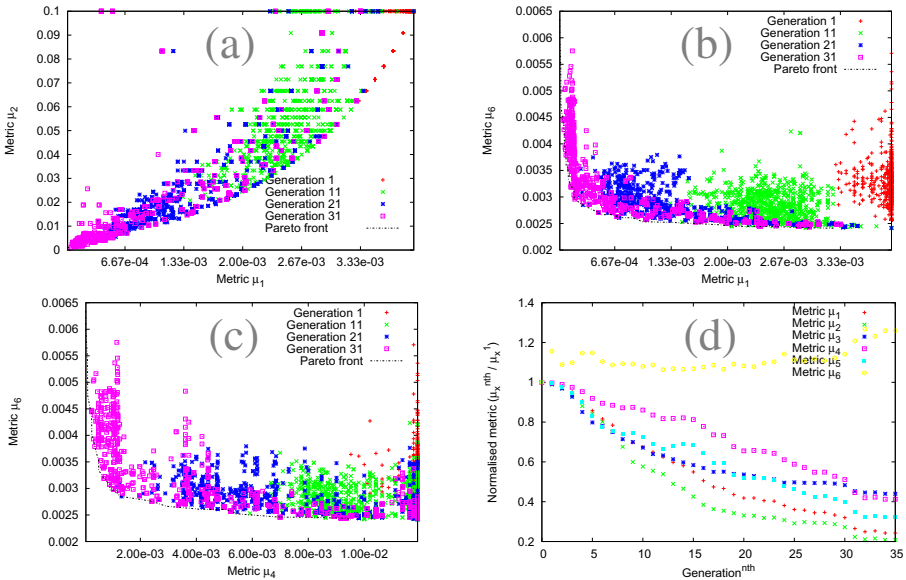 (a)
0.1
0.09
0.08
0.07
0.06
0.05
0.04
0.03
0.02
0.01
0
Metric μ2
Generation 1
Generation 11
Generation 21
Generation 31
Pareto front
6.67e-04 1.33e-03 2.00e-03 2.67e-03 3.33e-03
Metric μ1
(b)
0.0065
0.006
0.0055
0.005
0.0045
0.004
0.0035
0.003
0.0025
0.002
Metric μ6
Generation 1
Generation 11
Generation 21
Generation 31
Pareto front
6.67e-04 1.33e-03 2.00e-03 2.67e-03 3.33e-03
Metric μ1
(c)
0.0065
0.006
0.0055
0.005
0.0045
0.004
0.0035
0.003
0.0025
0.002
Metric μ6
Generation 1
Generation 11
Generation 21
Generation 31
Pareto front
2.00e-03 4.00e-03 6.00e-03 8.00e-03 1.00e-02
Metric μ4
(d)
1.4
1.2
1
0.8
0.6
0.4
0.2
Normalised metric (μx^nth / μx^1)
Metric μ1
Metric μ2
Metric μ3
Metric μ4
Metric μ5
Metric μ6
0 5 10 15 20 25 30 35
Generation^nth